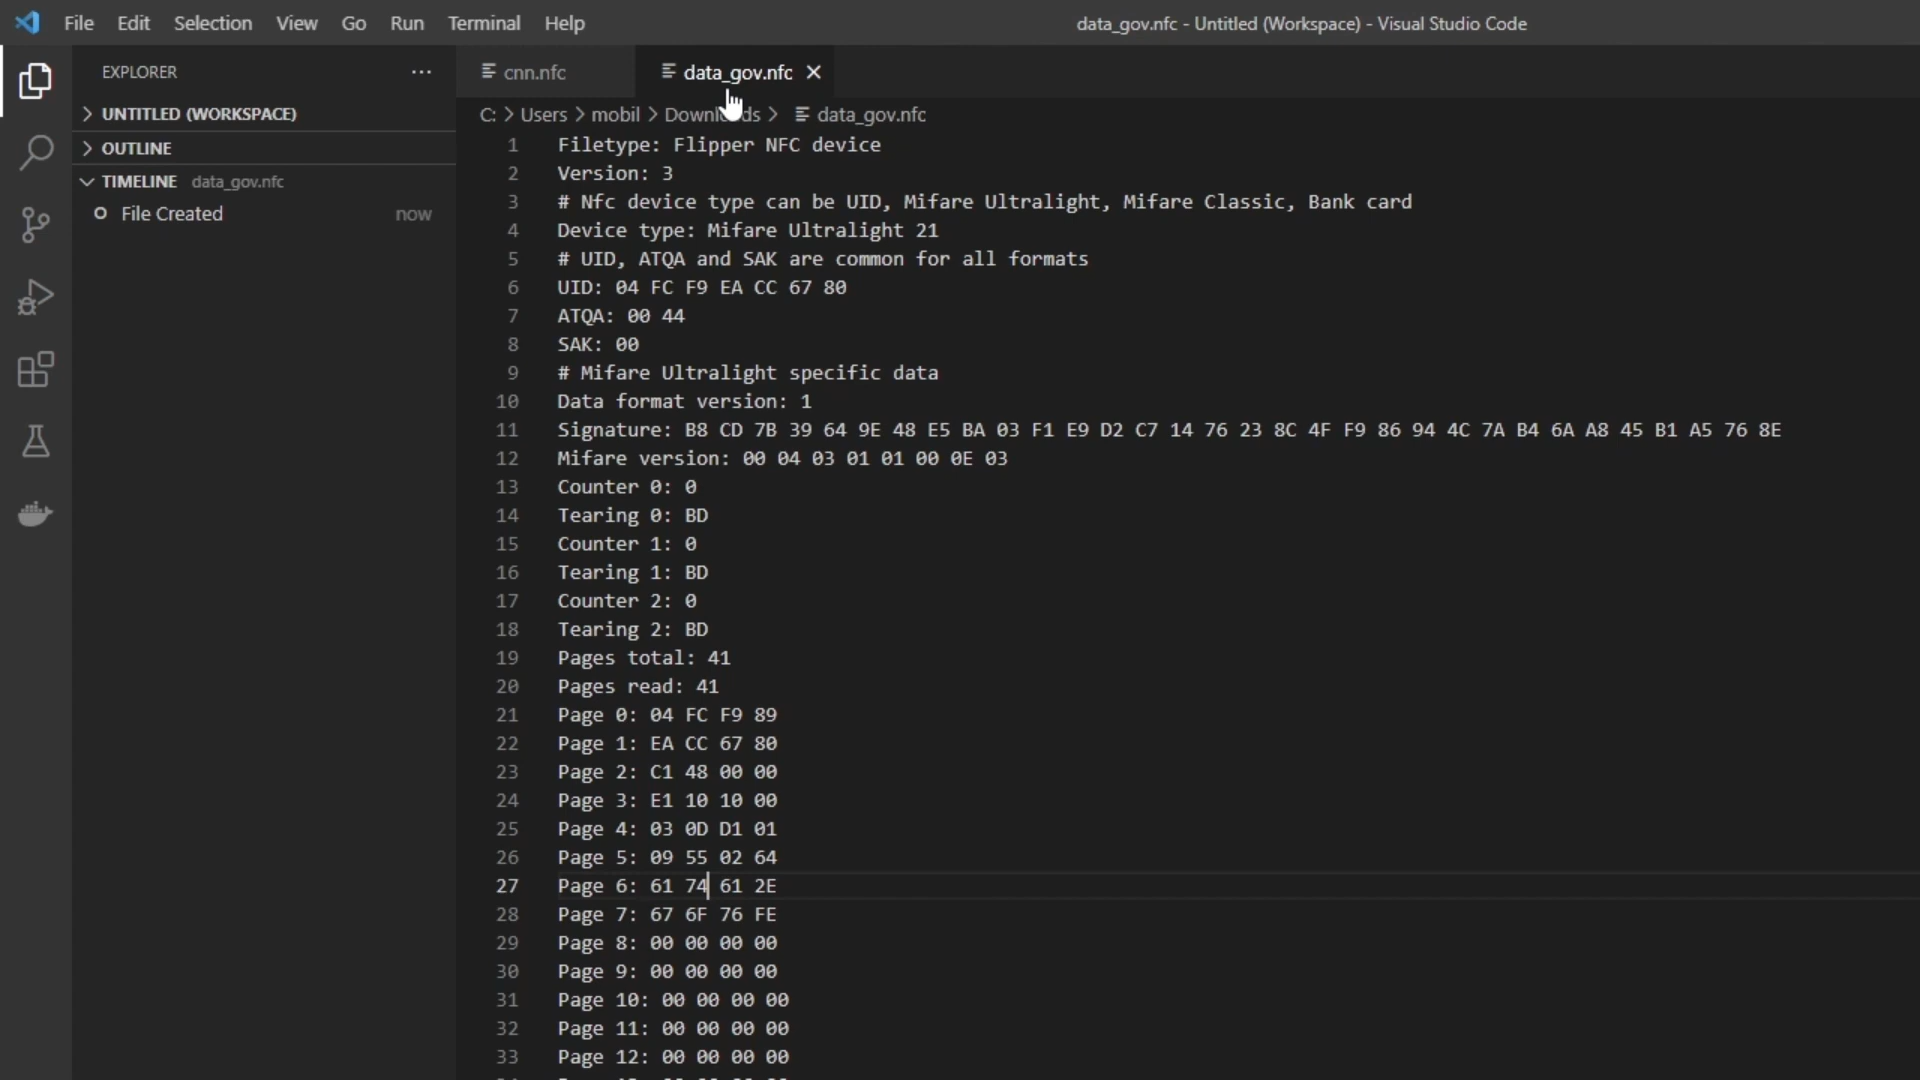 File Edit Selection View Go Run Terminal Help
data_gov.nfc - Untitled (Workspace) - Visual Studio Code
EXPLORER
UNTITLED (WORKSPACE)
OUTLINE
TIMELINE data_gov.nfc
File Created now
cnn.nfc data_gov.nfc
C: > Users > mobil > Downloads > data_gov.nfc
1 Filetype: Flipper NFC device
2 Version: 3
3 # Nfc device type can be UID, Mifare Ultralight, Mifare Classic, Bank card
4 Device type: Mifare Ultralight 21
5 # UID, ATQA and SAK are common for all formats
6 UID: 04 FC F9 EA CC 67 80
7 ATQA: 00 44
8 SAK: 00
9 # Mifare Ultralight specific data
10 Data format version: 1
11 Signature: B8 CD 7B 39 64 9E 48 E5 BA 03 F1 E9 D2 C7 14 76 23 8C 4F F9 86 94 4C 7A B4 6A A8 45 B1 A5 76 8E
12 Mifare version: 00 04 03 01 01 00 0E 03
13 Counter 0: 0
14 Tearing 0: BD
15 Counter 1: 0
16 Tearing 1: BD
17 Counter 2: 0
18 Tearing 2: BD
19 Pages total: 41
20 Pages read: 41
21 Page 0: 04 FC F9 89
22 Page 1: EA CC 67 80
23 Page 2: C1 48 00 00
24 Page 3: E1 10 10 00
25 Page 4: 03 0D D1 01
26 Page 5: 09 55 02 64
27 Page 6: 61 74 61 2E
28 Page 7: 67 6F 76 FE
29 Page 8: 00 00 00 00
30 Page 9: 00 00 00 00
31 Page 10: 00 00 00 00
32 Page 11: 00 00 00 00
33 Page 12: 00 00 00 00